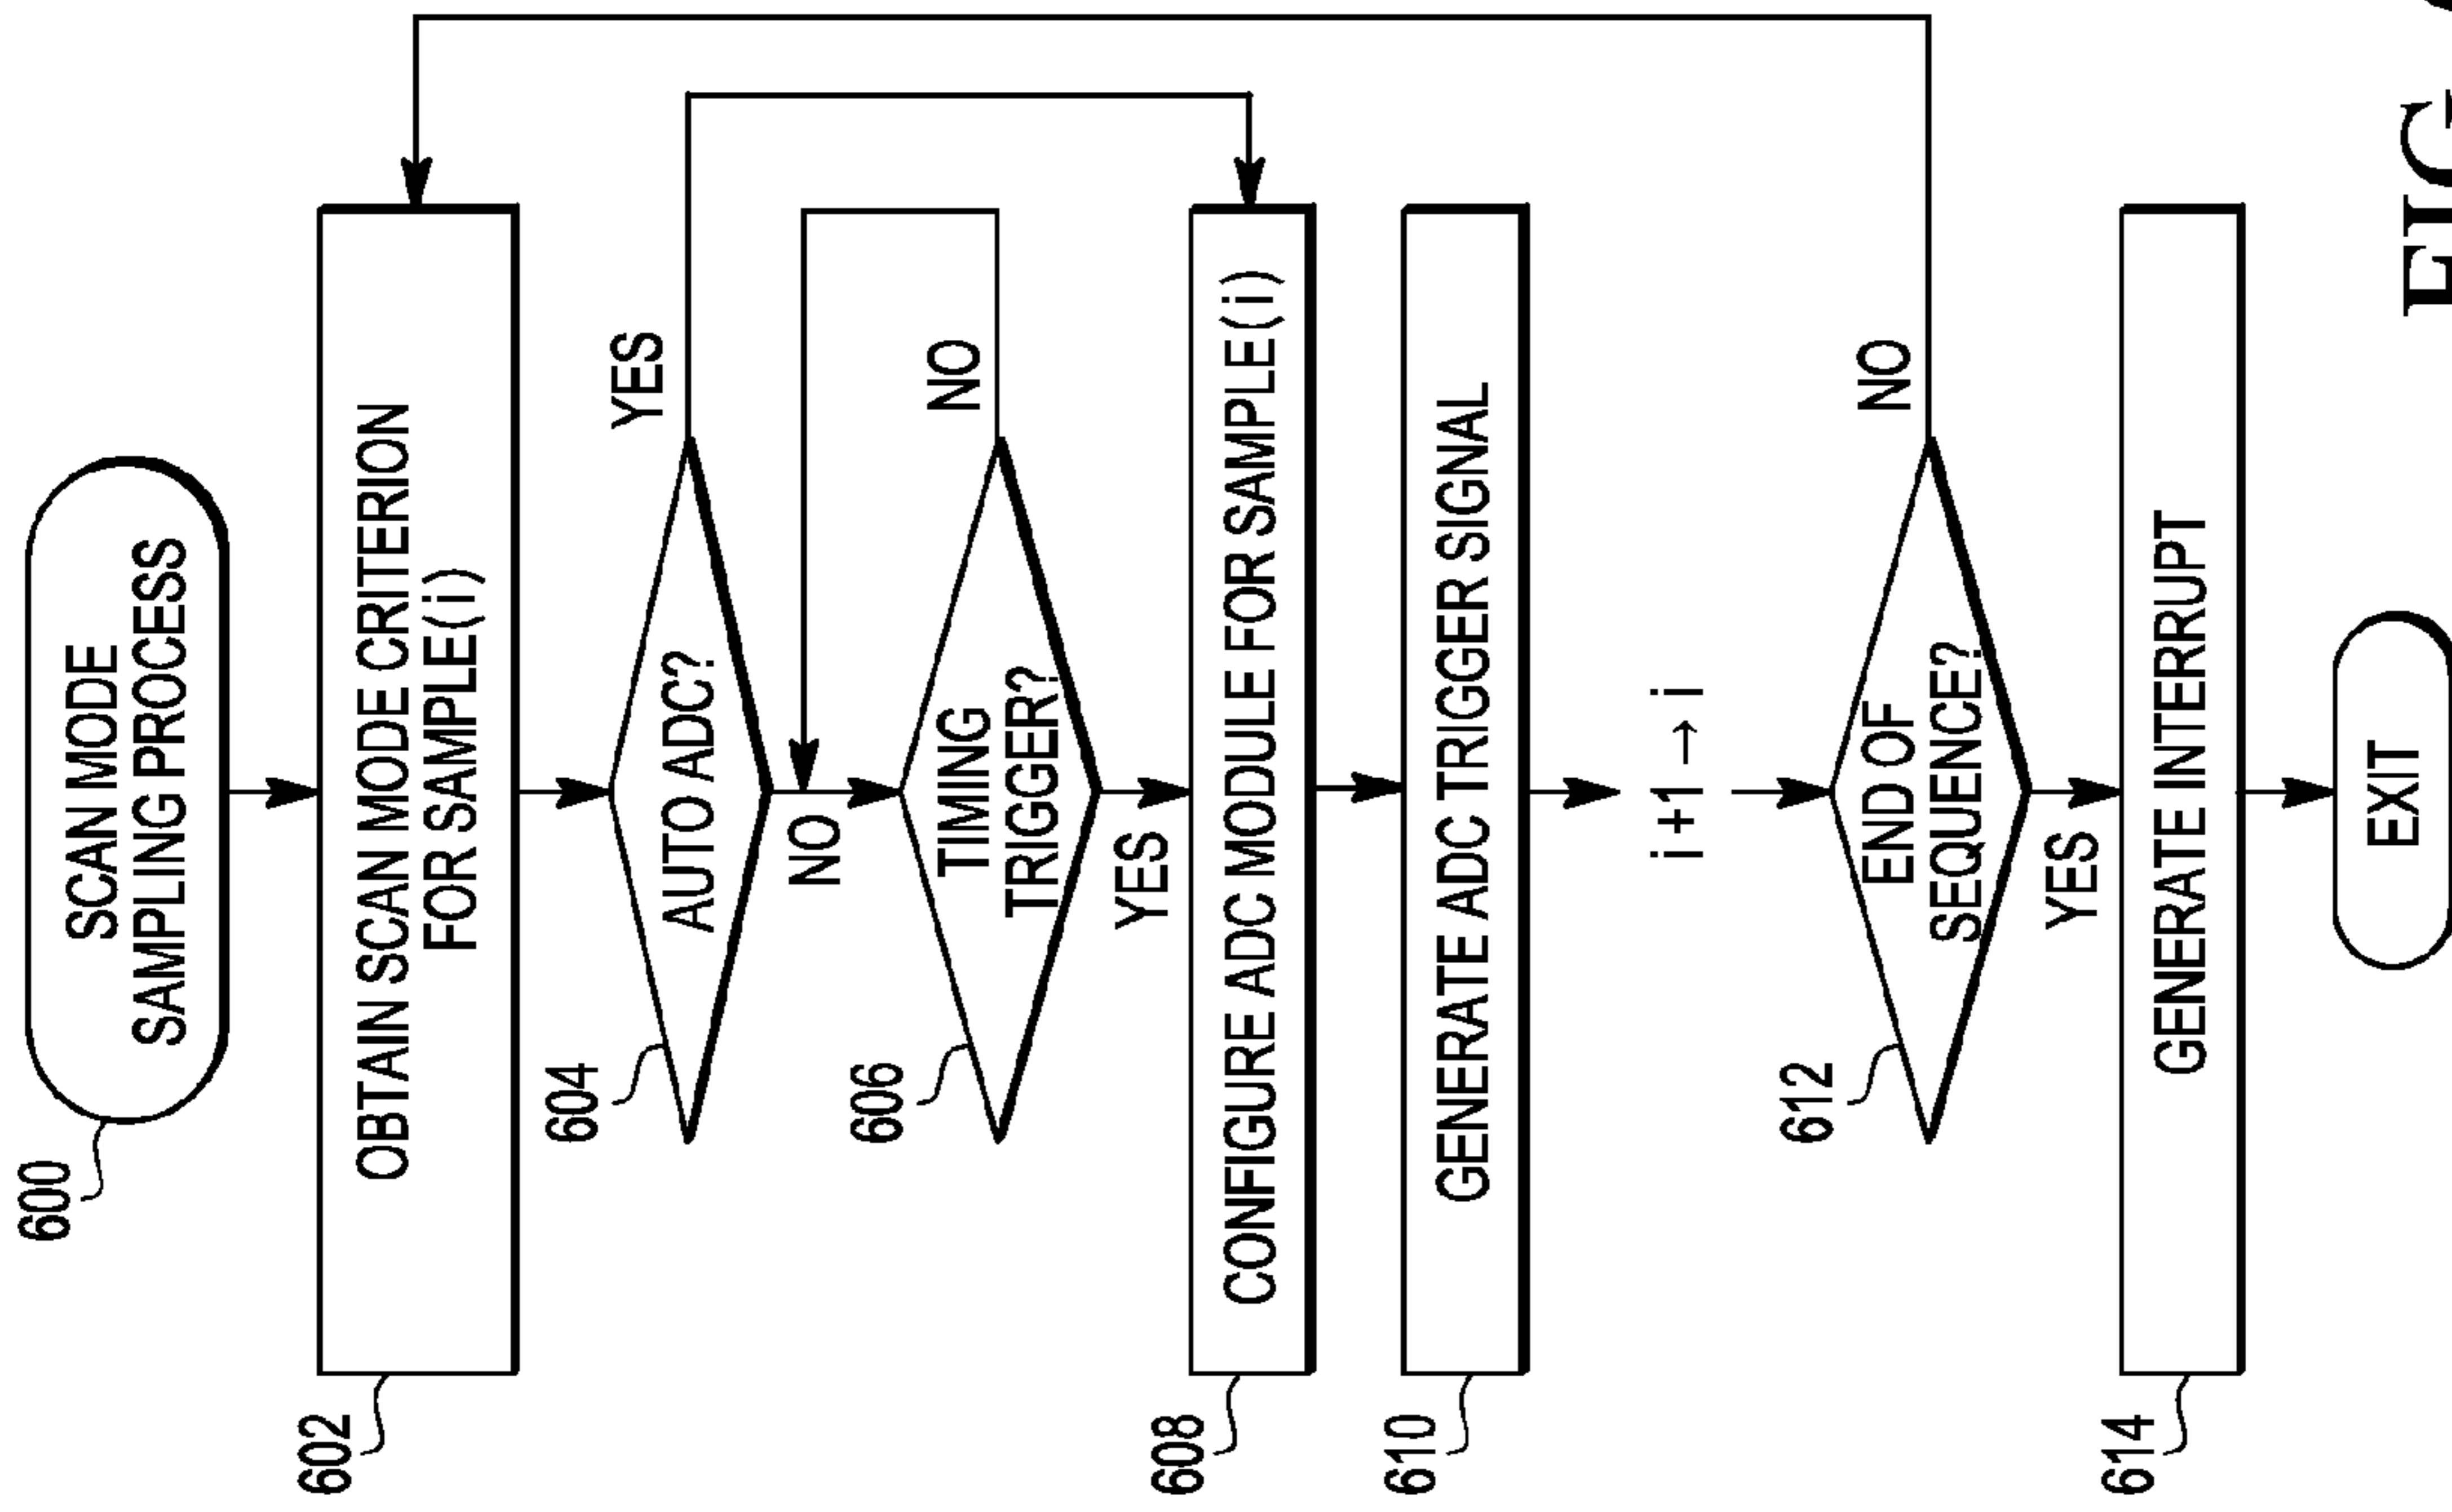 600
SCAN MODE
SAMPLING PROCESS
602
OBTAIN SCAN MODE CRITERION
FOR SAMPLE(i)
604
AUTO ADC?
YES
NO
606
TIMING
TRIGGER?
NO
YES
608
CONFIGURE ADC MODULE FOR SAMPLE(i)
610
GENERATE ADC TRIGGER SIGNAL
i+1→i
612
END OF
SEQUENCE?
NO
YES
614
GENERATE INTERRUPT
EXIT